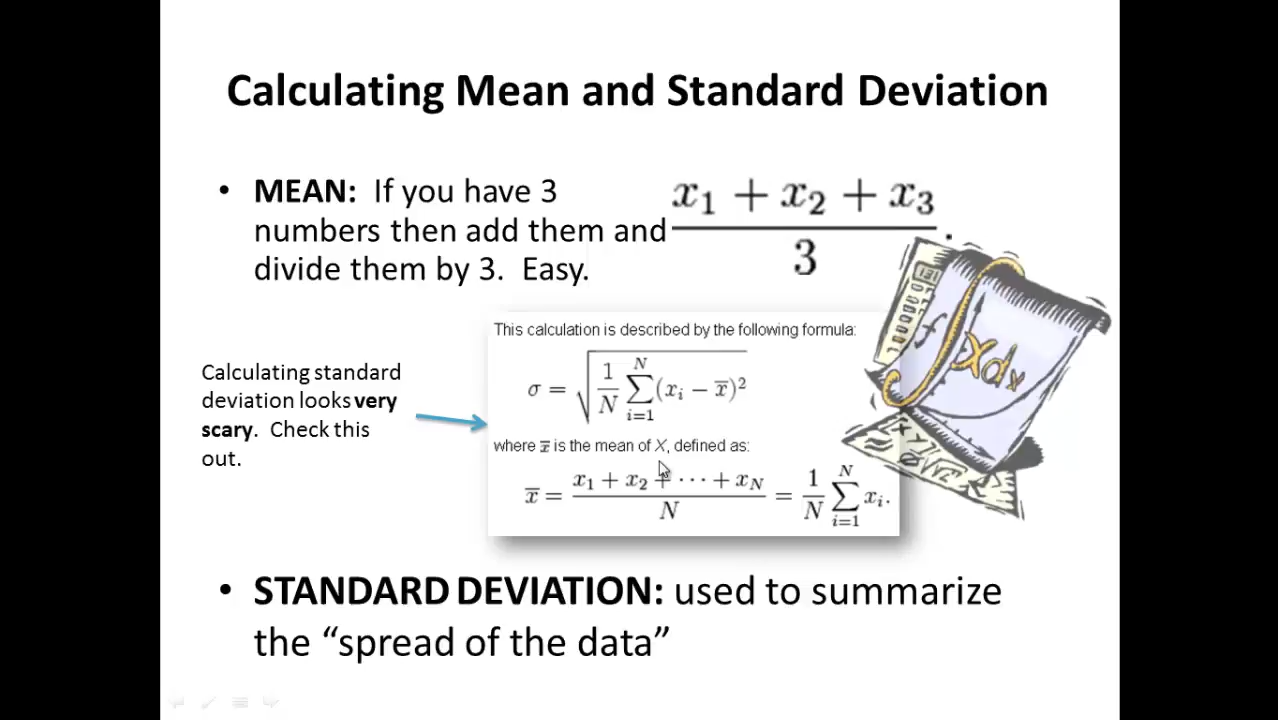 Calculating Mean and Standard Deviation
• MEAN: If you have 3
numbers then add them and
divide them by 3. Easy.
x₁ + x₂ + x₃
3
.
This calculation is described by the following formula:
σ = √(1/N ∑ᵢ₌₁ᴺ (xᵢ − x̅)²)
where x̅ is the mean of X, defined as:
x̅ = (x₁ + x₂ + ⋯ + x_N)/N = 1/N ∑ᵢ₌₁ᴺ xᵢ.
Calculating standard
deviation looks very
scary. Check this
out.
∫xdx
• STANDARD DEVIATION: used to summarize
the “spread of the data”